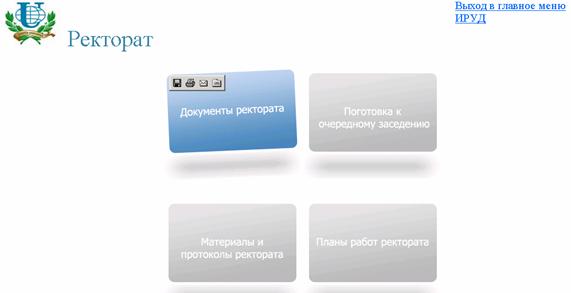 Выход в главное меню
ИРУД
Ректорат
Документы ректората
Поготовка к
очередному заседению
Материалы и
протоколы ректората
Планы работ ректората